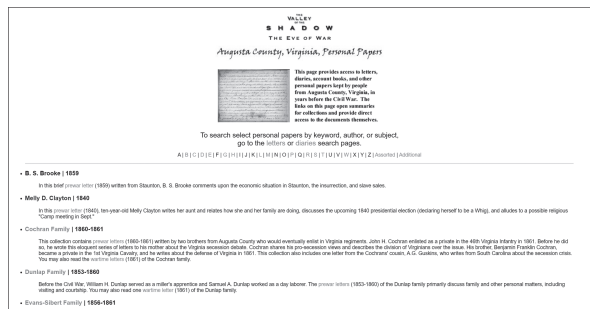 THE
VALLEY
OF THE
SHADOW
THE EVE OF WAR
Augusta County, Virginia, Personal Papers
This page provides access to letters,
diaries, account books, and other
personal papers kept by people
from Augusta County, Virginia, in
years before the Civil War. The
links on this page open summaries
for collections and provide direct
access to the documents themselves.
To search select personal papers by keyword, author, or subject,
go to the letters or diaries search pages.
A | B | C | D | E | F | G | H | I | J | K | L | M | N | O | P | Q | R | S | T | U | V | W | X | Y | Z | Assorted | Additional
• B. S. Brooke | 1859
In this brief prewar letter (1859) written from Staunton, B. S. Brooke comments upon the economic situation in Staunton, the insurrection, and slave sales.
• Melly D. Clayton | 1840
In this prewar letter (1840), ten-year-old Melly Clayton writes her aunt and relates how she and her family are doing, discusses the upcoming 1840 presidential election (declaring herself to be a Whig), and alludes to a possible religious
"Camp meeting in Sept."
• Cochran Family | 1860-1861
This collection contains prewar letters (1860-1861) written by two brothers from Augusta County who would eventually enlist in Virginia regiments. John H. Cochran enlisted as a private in the 46th Virginia Infantry in 1861. Before he did
so, he wrote this eloquent series of letters to his mother about the Virginia secession debate. Cochran shares his pro-secession views and describes the division of Virginians over the issue. His brother, Benjamin Franklin Cochran,
became a private in the 1st Virginia Cavalry, and he writes about the defense of Virginia in 1861. This collection also includes one letter from the Cochrans' cousin, A.G. Guskins, who writes from South Carolina about the secession crisis.
You may also read the wartime letters (1861) of the Cochran family.
• Dunlap Family | 1853-1860
Before the Civil War, William H. Dunlap served as a miller's apprentice and Samuel A. Dunlap worked as a day laborer. The prewar letters (1853-1860) of the Dunlap family primarily discuss family and other personal matters, including
visiting and courtship. You may also read one wartime letter (1861) of the Dunlap family.
• Evans-Sibert Family | 1856-1861